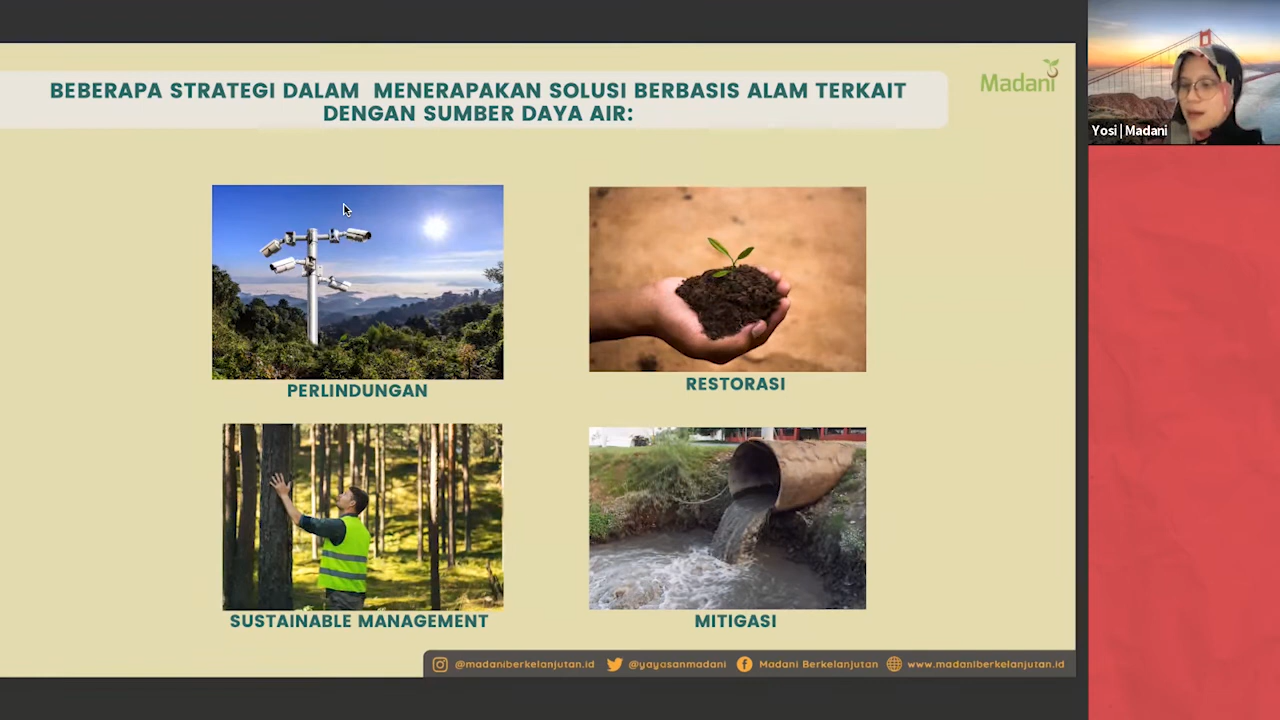 BEBERAPA STRATEGI DALAM MENERAPAKAN SOLUSI BERBASIS ALAM TERKAIT
DENGAN SUMBER DAYA AIR:
Madani
Yosi | Madani
PERLINDUNGAN
RESTORASI
SUSTAINABLE MANAGEMENT
MITIGASI
@madaniberkelanjutan.id @yayasanmadani Madani Berkelanjutan www.madaniberkelanjutan.id